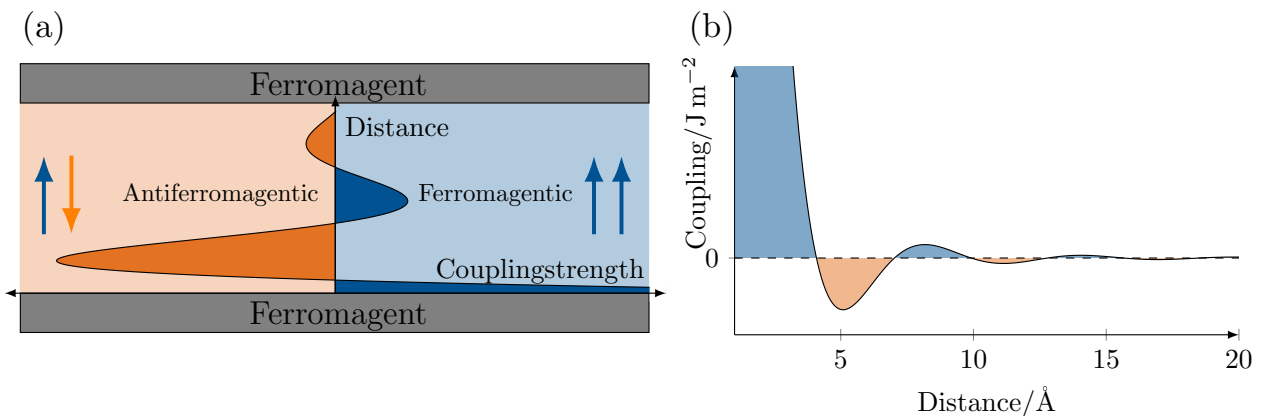 (a)
Ferromagent
Distance
Antiferromagentic
Ferromagentic
Couplingstrength
Ferromagent
(b)
Coupling/J m⁻²
0
5
10
15
20
Distance/Å